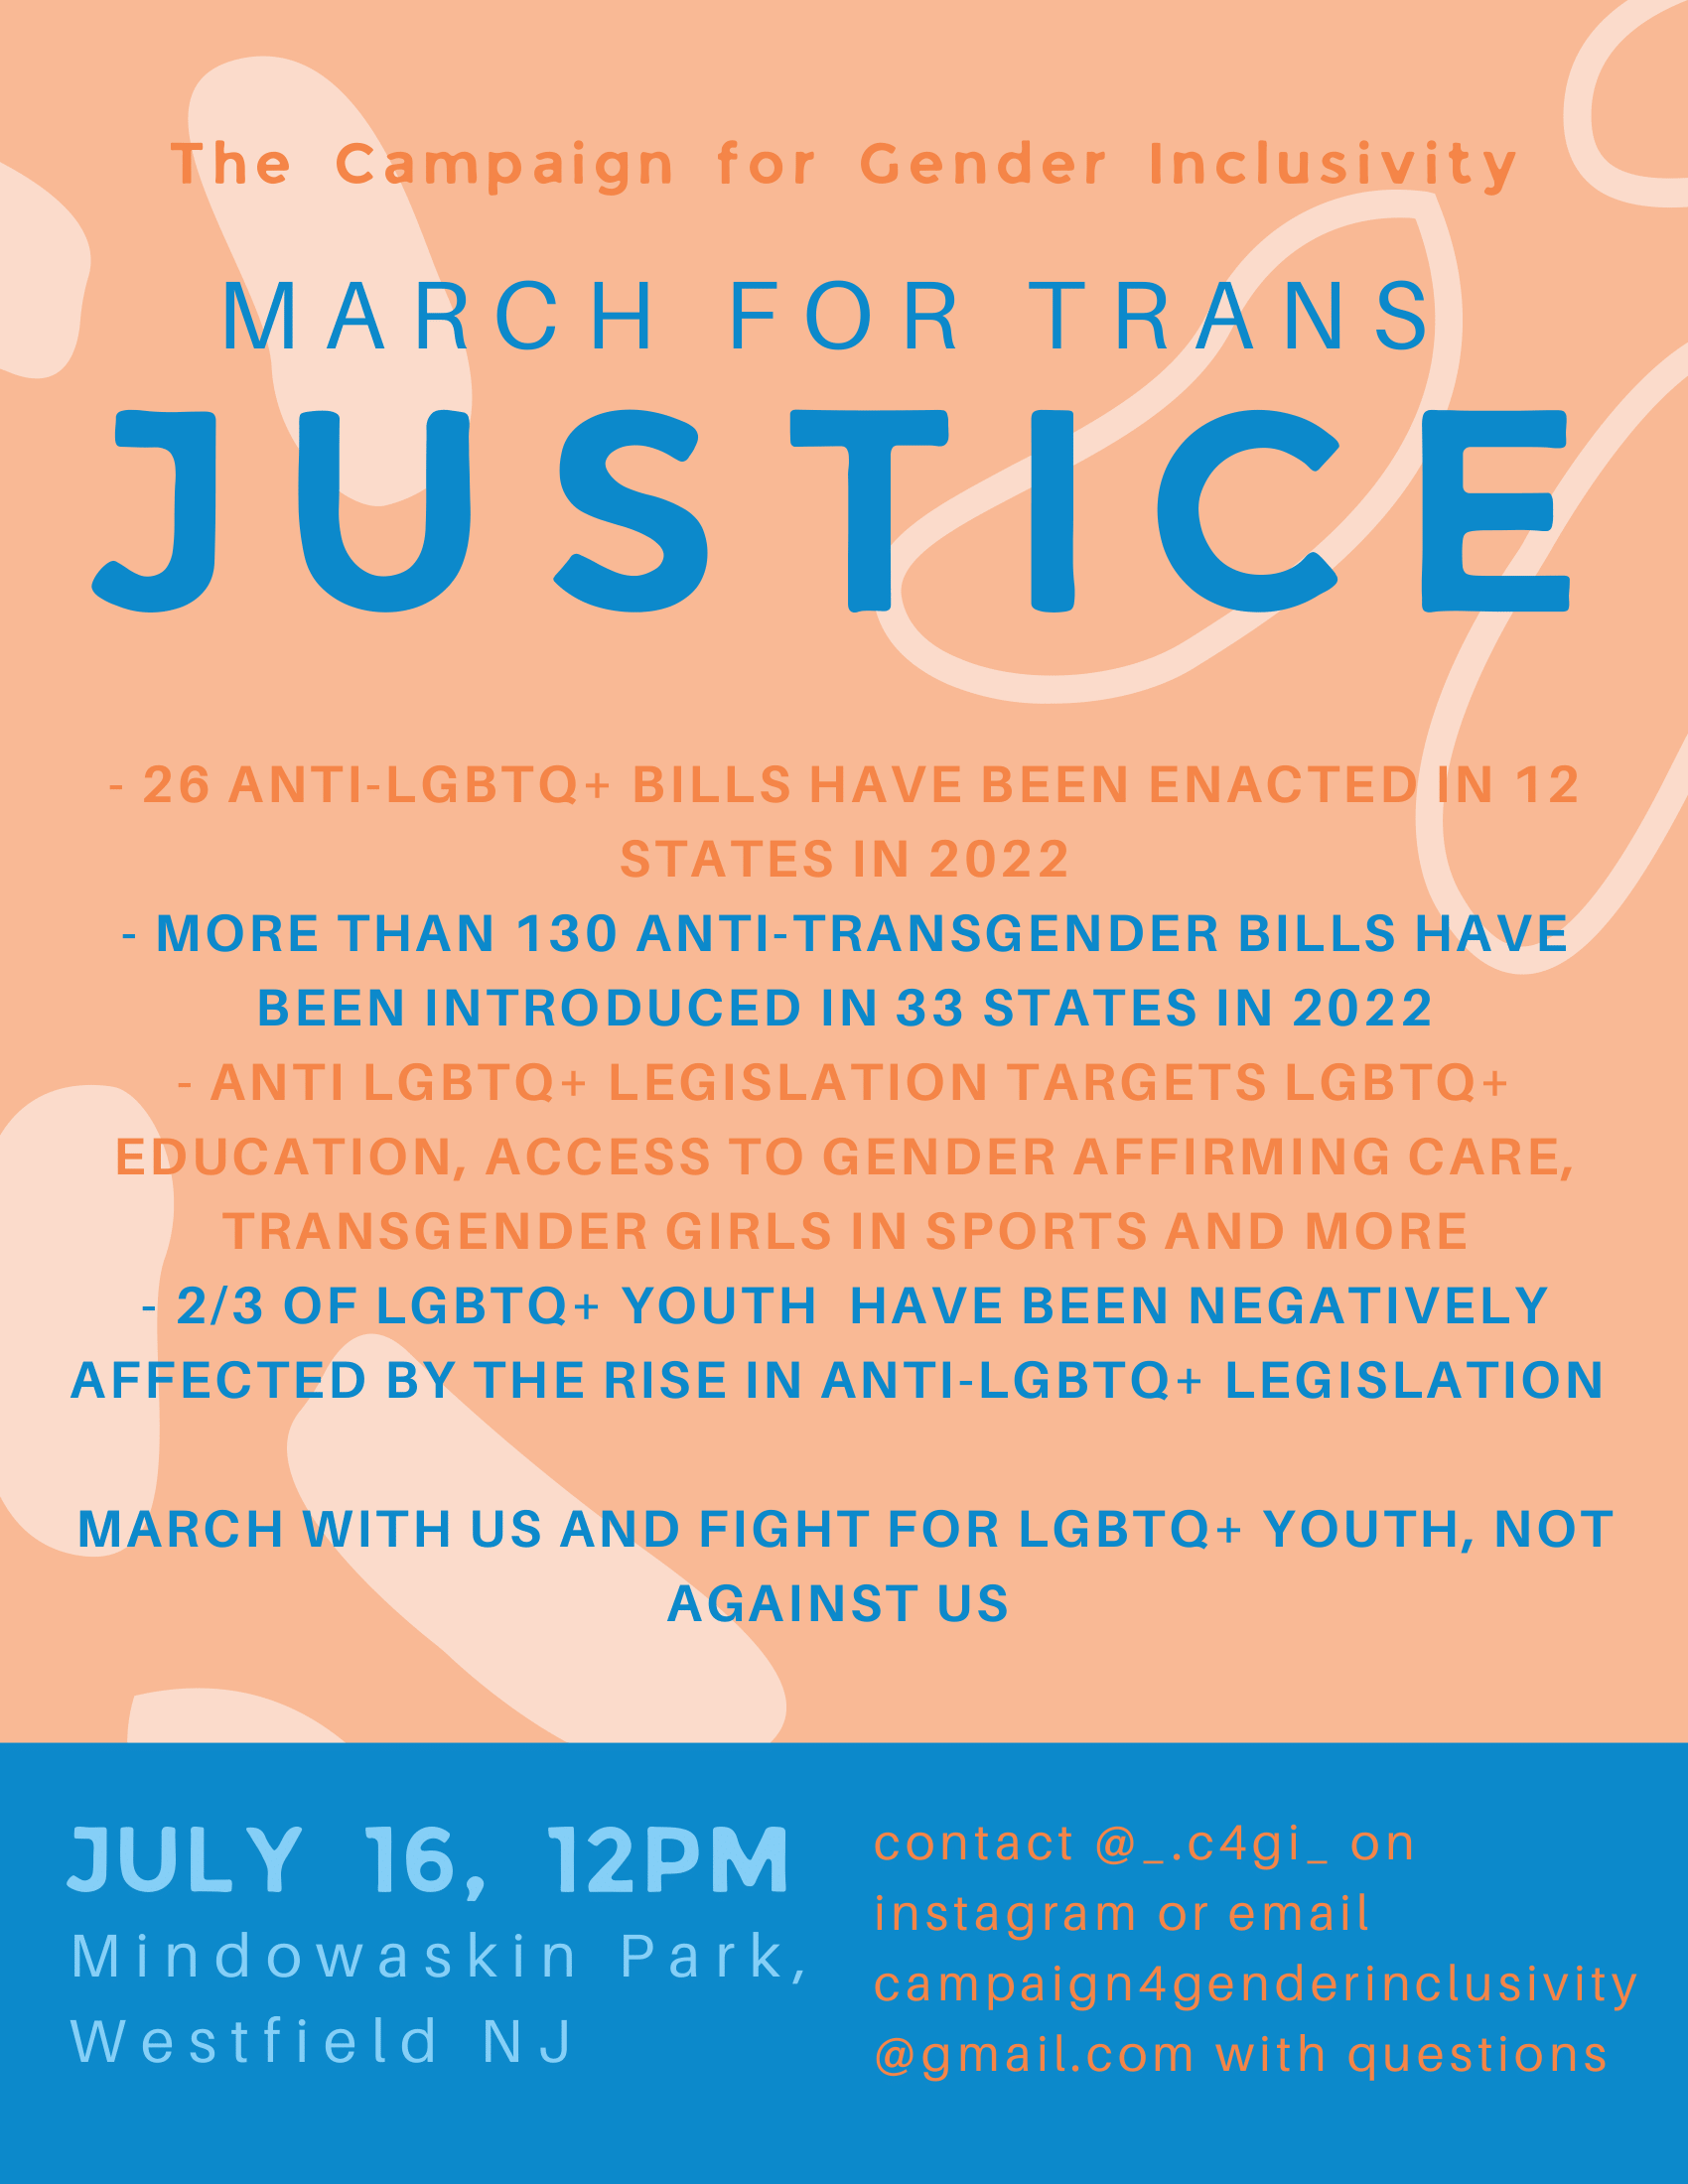 The Campaign for Gender Inclusivity
MARCH FOR TRANS
JUSTICE
- 26 ANTI-LGBTQ+ BILLS HAVE BEEN ENACTED IN 12
STATES IN 2022
- MORE THAN 130 ANTI-TRANSGENDER BILLS HAVE
BEEN INTRODUCED IN 33 STATES IN 2022
- ANTI LGBTQ+ LEGISLATION TARGETS LGBTQ+
EDUCATION, ACCESS TO GENDER AFFIRMING CARE,
TRANSGENDER GIRLS IN SPORTS AND MORE
- 2/3 OF LGBTQ+ YOUTH HAVE BEEN NEGATIVELY
AFFECTED BY THE RISE IN ANTI-LGBTQ+ LEGISLATION
MARCH WITH US AND FIGHT FOR LGBTQ+ YOUTH, NOT
AGAINST US
JULY 16, 12PM
Mindowaskin Park,
Westfield NJ
contact @_.c4gi_ on
instagram or email
campaign4genderinclusivity
@gmail.com with questions